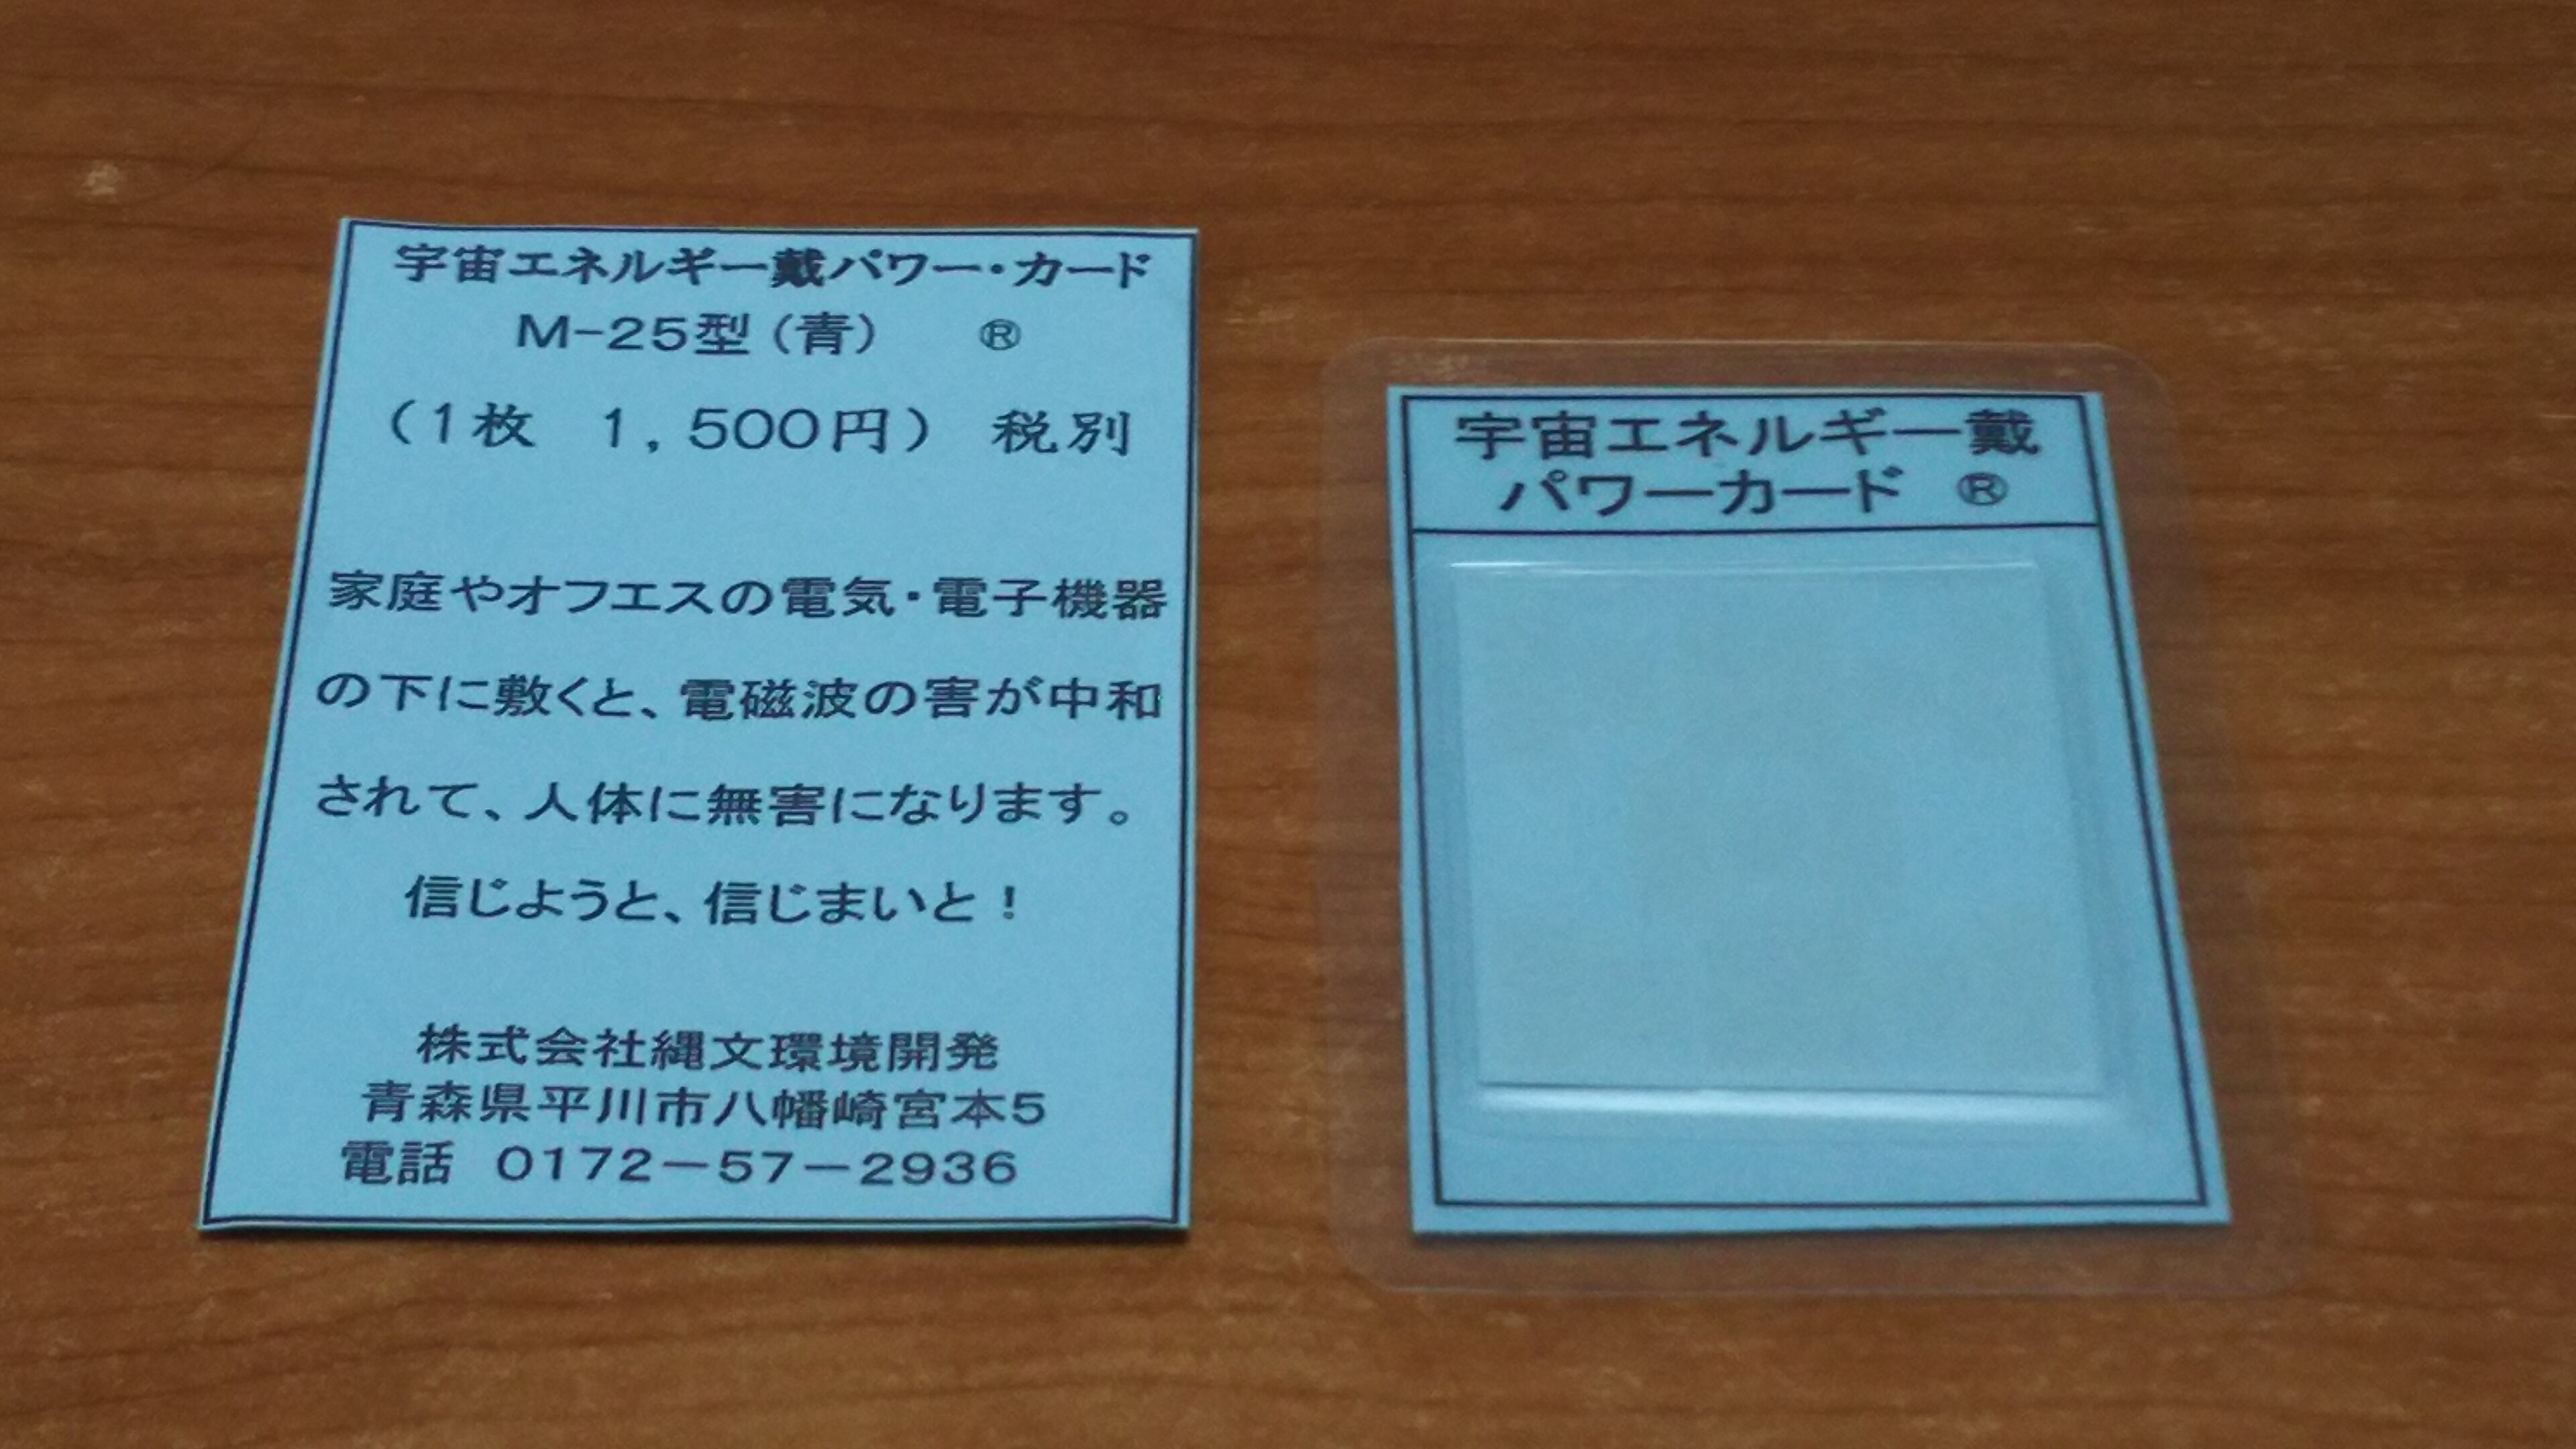 宇宙エネルギー戴パワー・カード
M-25型(青) ®
(1枚 1,500円) 税別
家庭やオフエスの電気・電子機器
の下に敷くと、電磁波の害が中和
されて、人体に無害になります。
信じようと、信じまいと!
株式会社縄文環境開発
青森県平川市八幡崎宮本5
電話 0172-57-2936
宇宙エネルギー戴
パワーカード ®